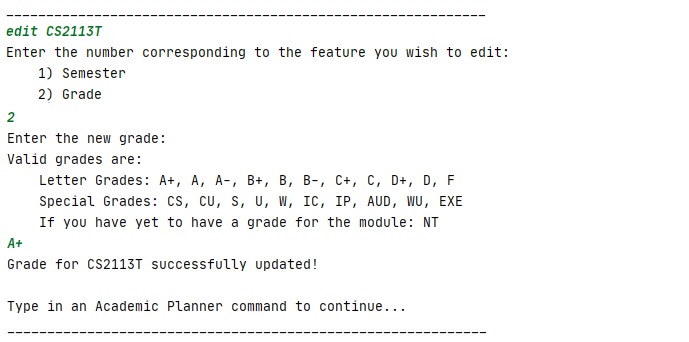 ____________________________________________________________
edit CS2113T
Enter the number corresponding to the feature you wish to edit:
    1) Semester
    2) Grade
2
Enter the new grade:
Valid grades are:
    Letter Grades: A+, A, A-, B+, B, B-, C+, C, D+, D, F
    Special Grades: CS, CU, S, U, W, IC, IP, AUD, WU, EXE
    If you have yet to have a grade for the module: NT
A+
Grade for CS2113T successfully updated!

Type in an Academic Planner command to continue...
____________________________________________________________